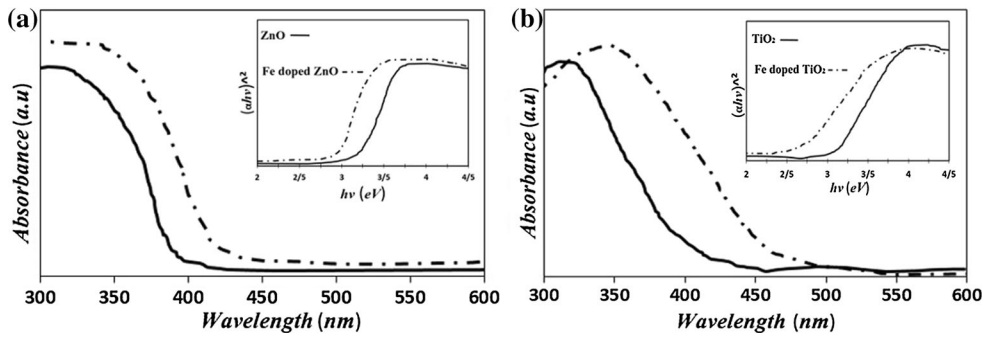 (a)
Absorbance (a.u)
ZnO
Fe doped ZnO
(αhν)^2
2 2/5 3 3/5 4 4/5
hν (eV)
300 350 400 450 500 550 600
Wavelength (nm)
(b)
Absorbance (a.u)
TiO₂
Fe doped TiO₂
(αhν)^2
2 2/5 3 3/5 4 4/5
hν (eV)
300 350 400 450 500 550 600
Wavelength (nm)